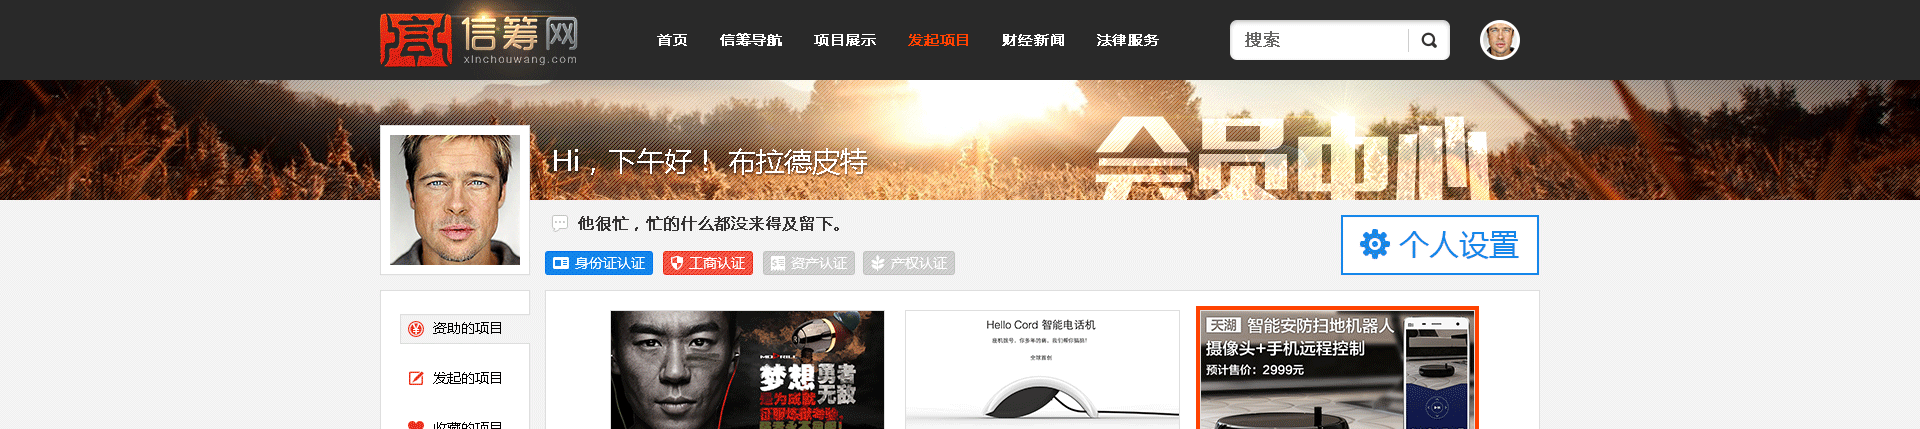 信筹网
xinchouwang.com
首页 信筹导航 项目展示 发起项目 财经新闻 法律服务
搜索
会员中心
Hi，下午好！ 布拉德皮特
他很忙，忙的什么都没来得及留下。
个人设置
身份证认证 工商认证 资产认证 产权认证
资助的项目
发起的项目
收藏的项目
梦想 勇者无敌
Hello Cord 智能电话机
全球首创
天湖 智能安防扫地机器人
摄像头+手机远程控制
预计售价：2999元